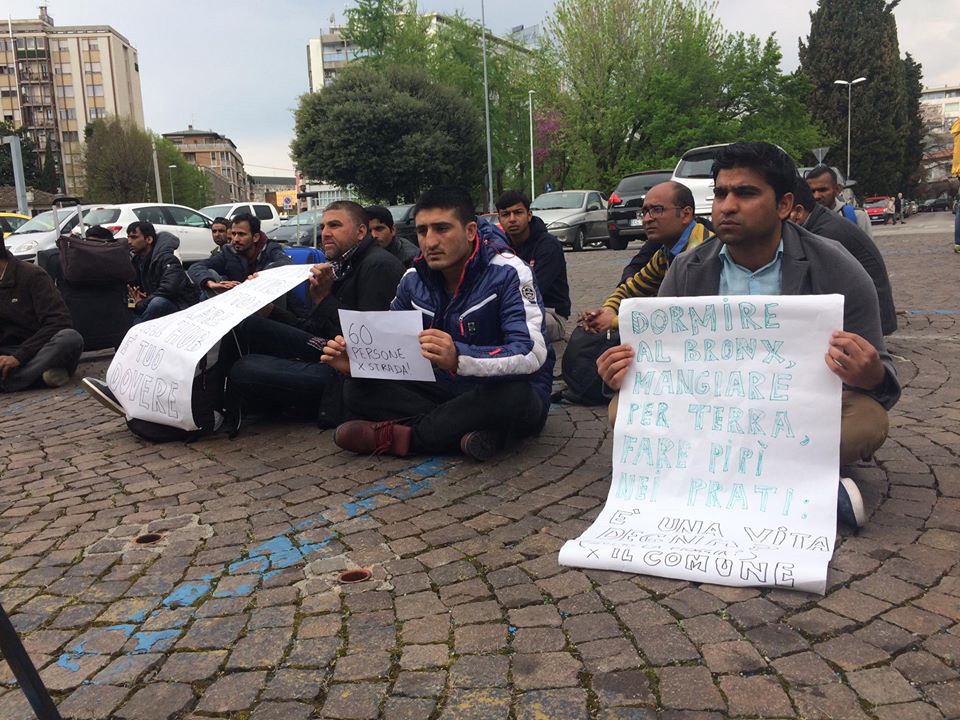 HUB
È TUO
DOVERE
60
PERSONE
X STRADA!
DORMIRE
AL BRONX,
MANGIARE
PER TERRA,
FARE PIPÌ
NEI PRATI:
E' UNA VITA
DEGNA
X IL COMUNE